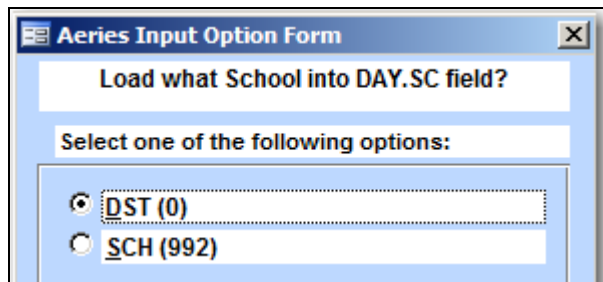 Aeries Input Option Form
Load what School into DAY.SC field?
Select one of the following options:
DST (0)
SCH (992)